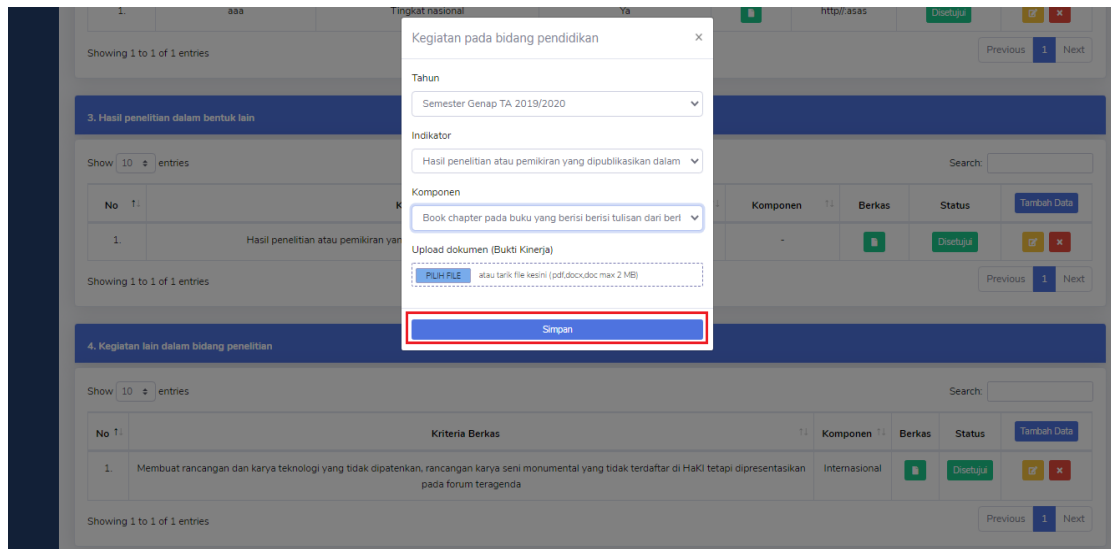 1. aaa Tingkat nasional Ya http//:asas Disetujui
Showing 1 to 1 of 1 entries Previous 1 Next
Kegiatan pada bidang pendidikan ×
Tahun
Semester Genap TA 2019/2020
Indikator
Hasil penelitian atau pemikiran yang dipublikasikan dalam
Komponen
Book chapter pada buku yang berisi berisi tulisan dari berl
Upload dokumen (Bukti Kinerja)
PILIH FILE atau tarik file kesini (pdf,docx,doc max 2 MB)
Simpan
3. Hasil penelitian dalam bentuk lain
Show 10 entries Search:
No K Komponen Berkas Status Tambah Data
1. Hasil penelitian atau pemikiran yan - Disetujui
Showing 1 to 1 of 1 entries Previous 1 Next
4. Kegiatan lain dalam bidang penelitian
Show 10 entries Search:
No Kriteria Berkas Komponen Berkas Status Tambah Data
1. Membuat rancangan dan karya teknologi yang tidak dipatenkan, rancangan karya seni monumental yang tidak terdaftar di HaKI tetapi dipresentasikan Internasional Disetujui
pada forum teragenda
Showing 1 to 1 of 1 entries Previous 1 Next